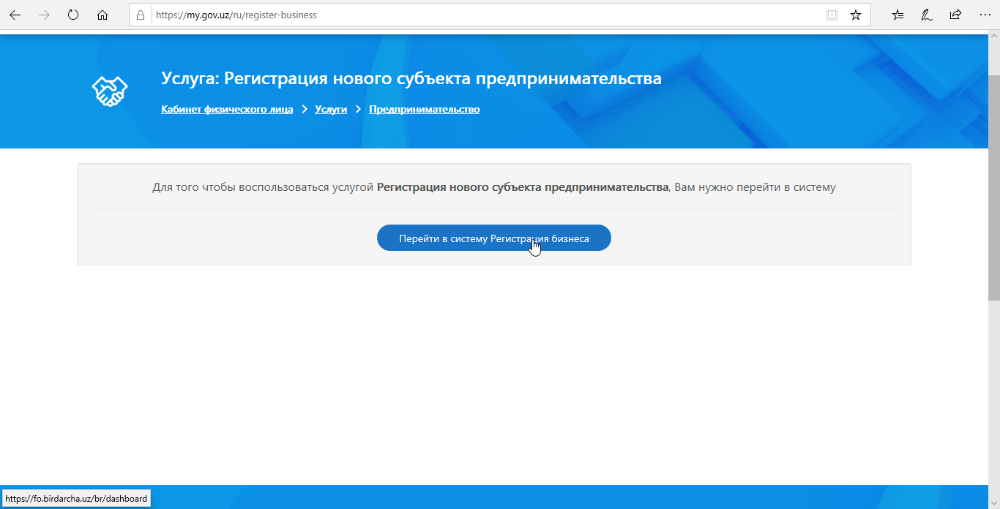 https://my.gov.uz/ru/register-business
Услуга: Регистрация нового субъекта предпринимательства
Кабинет физического лица > Услуги > Предпринимательство
Для того чтобы воспользоваться услугой Регистрация нового субъекта предпринимательства, Вам нужно перейти в систему
Перейти в систему Регистрация бизнеса
https://fo.birdarcha.uz/br/dashboard